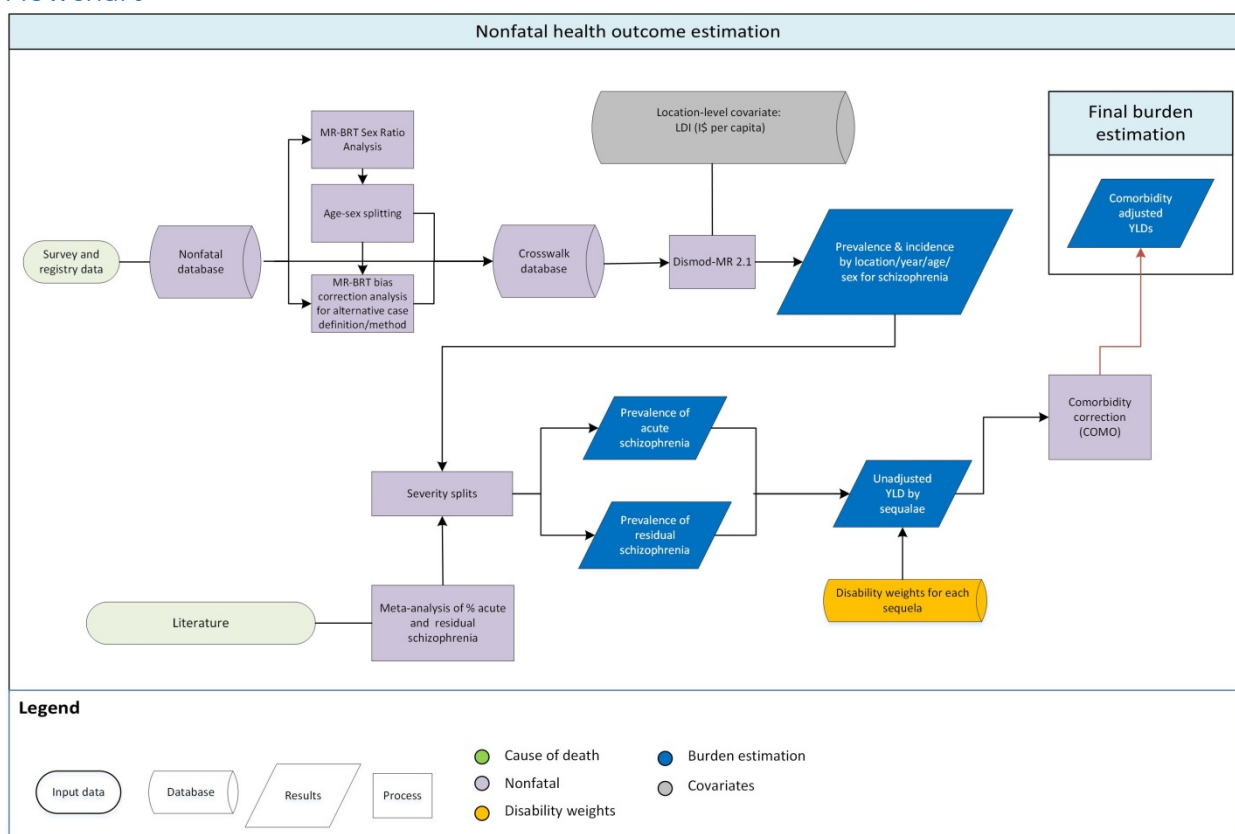 Flowchart
Nonfatal health outcome estimation
Location-level covariate:
LDI (I$ per capita)
Final burden
estimation
MR-BRT Sex Ratio
Analysis
Age-sex splitting
Comorbidity
adjusted
YLDs
Survey and
registry data
Nonfatal
database
Crosswalk
database
Dismod-MR 2.1
Prevalence & incidence
by location/year/age/
sex for schizophrenia
MR-BRT bias
correction analysis
for alternative case
definition/method
Prevalence of
acute
schizophrenia
Comorbidity
correction
(COMO)
Severity splits
Unadjusted
YLD by
sequalae
Prevalence of
residual
schizophrenia
Disability weights for each
sequela
Literature
Meta-analysis of % acute
and residual
schizophrenia
Legend
Input data
Database
Results
Process
Cause of death
Nonfatal
Disability weights
Burden estimation
Covariates